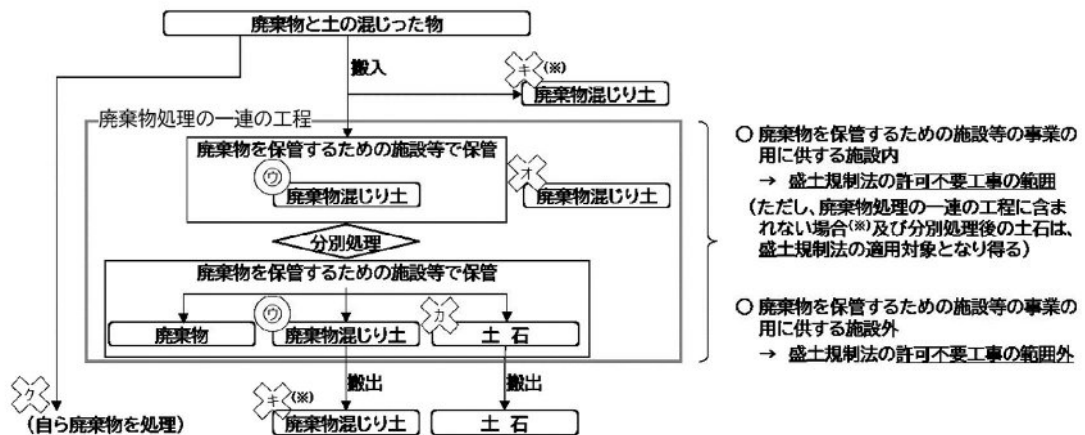 廃棄物と土の混じった物
搬入
キ
(※)
廃棄物混じり土
廃棄物処理の一連の工程
廃棄物を保管するための施設等で保管
ウ
廃棄物混じり土
オ
廃棄物混じり土
分別処理
廃棄物を保管するための施設等で保管
廃棄物
ウ
廃棄物混じり土
カ
土 石
搬出
搬出
ク
(自ら廃棄物を処理)
キ
(※)
廃棄物混じり土
土 石
○ 廃棄物を保管するための施設等の事業の
用に供する施設内
→ 盛土規制法の許可不要工事の範囲
(ただし、廃棄物処理の一連の工程に含ま
れない場合(※)及び分別処理後の土石は、
盛土規制法の適用対象となり得る)
○ 廃棄物を保管するための施設等の事業の
用に供する施設外
→ 盛土規制法の許可不要工事の範囲外